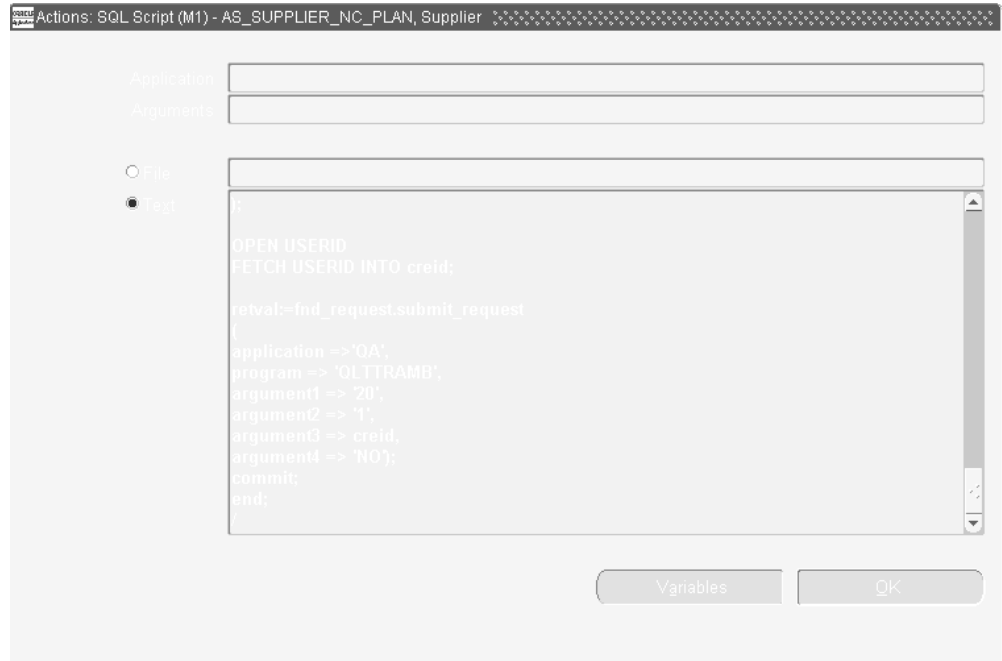 Actions: SQL Script (M1) - AS_SUPPLIER_NC_PLAN, Supplier
Application
Arguments
File
Text
);
OPEN USERID
FETCH USERID INTO creid;
retval:=fnd_request.submit_request
(
application =>'QA',
program => 'QLTTRAMB',
argument1 => '20',
argument2 => '1',
argument3 => creid,
argument4 => 'NO');
commit;
end;
/
Variables
OK